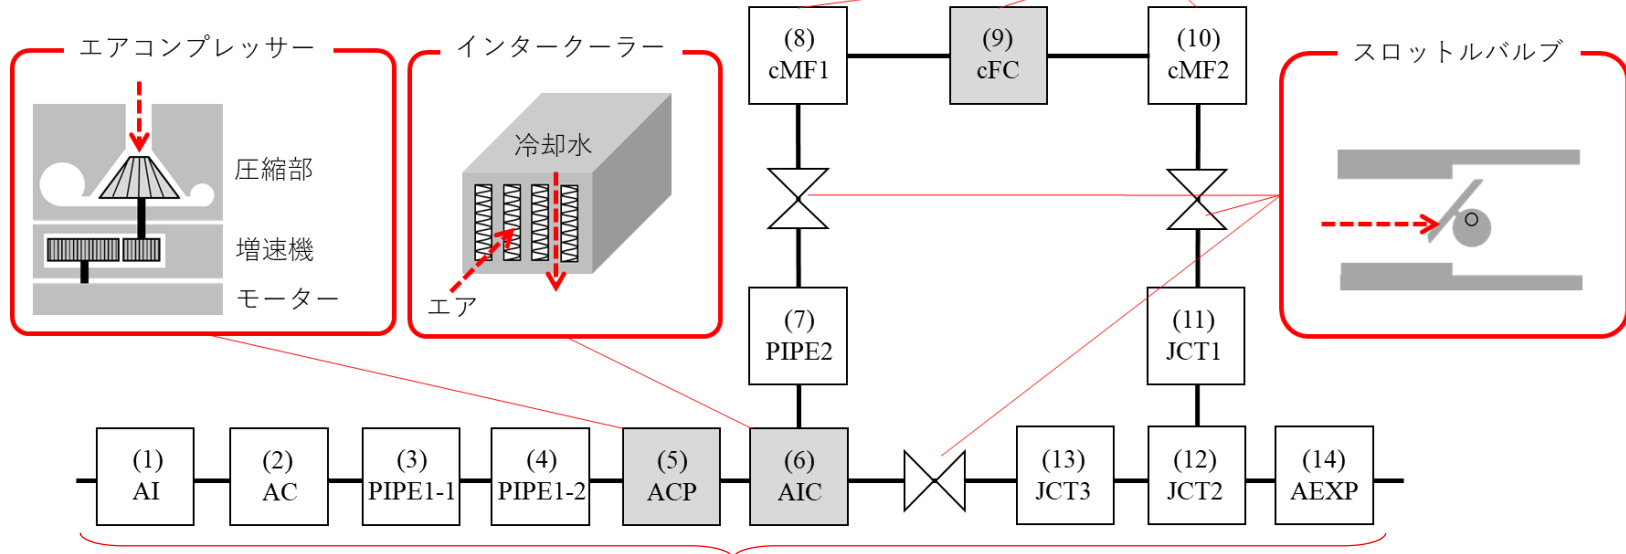 エアコンプレッサー
圧縮部
増速機
モーター
インタークーラー
冷却水
エア
(8)
cMF1
(9)
cFC
(10)
cMF2
スロットルバルブ
(7)
PIPE2
(11)
JCT1
(1)
AI
(2)
AC
(3)
PIPE1-1
(4)
PIPE1-2
(5)
ACP
(6)
AIC
(13)
JCT3
(12)
JCT2
(14)
AEXP